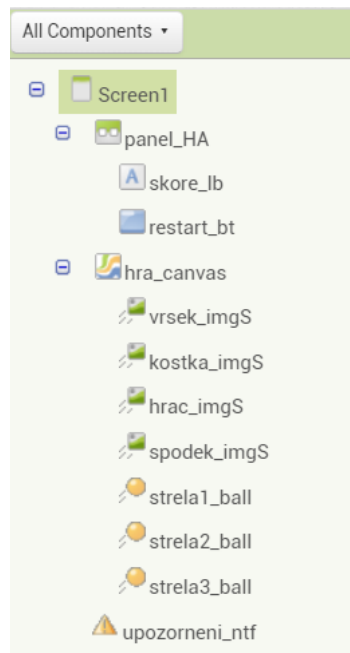 All Components
Screen1
panel_HA
A skore_lb
restart_bt
hra_canvas
vrsek_imgS
kostka_imgS
hrac_imgS
spodek_imgS
strela1_ball
strela2_ball
strela3_ball
upozorneni_ntf